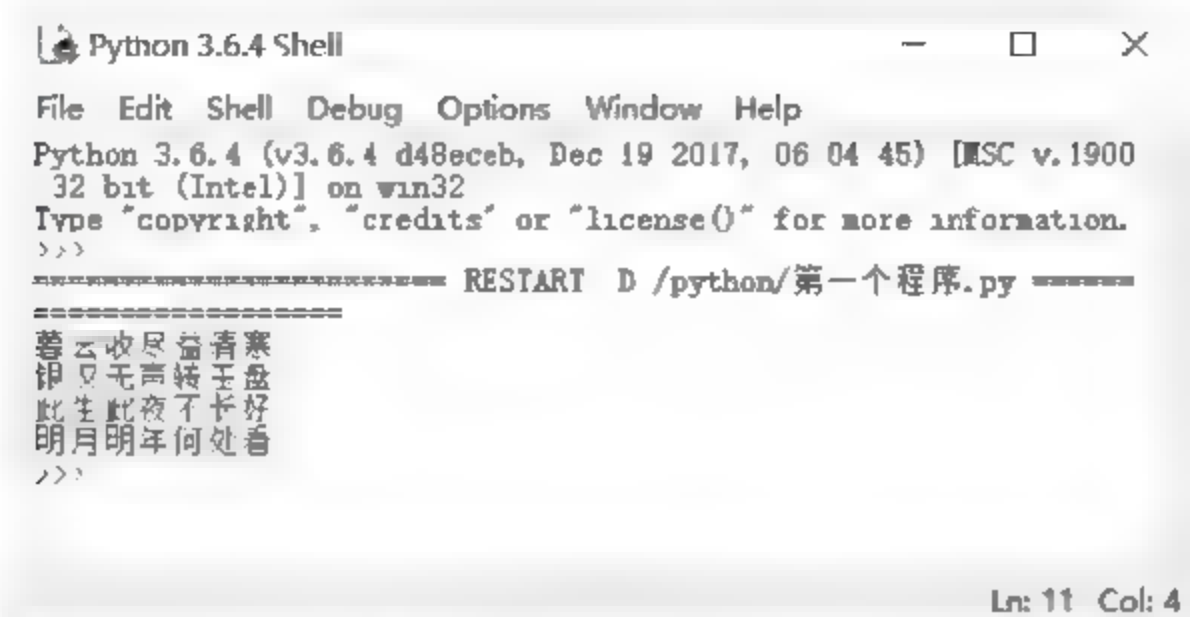 Python 3.6.4 Shell
File Edit Shell Debug Options Window Help
Python 3.6.4 (v3.6.4 d48eceb, Dec 19 2017, 06 04 45) [MSC v.1900
32 bit (Intel)] on win32
Type "copyright", "credits" or "license()" for more information.
>>>
========================= RESTART D /python/第一个程序.py ======
==================
暮云收尽益清寒
银汉无声转玉盘
此生此夜不长好
明月明年何处看
>>>
Ln: 11 Col: 4